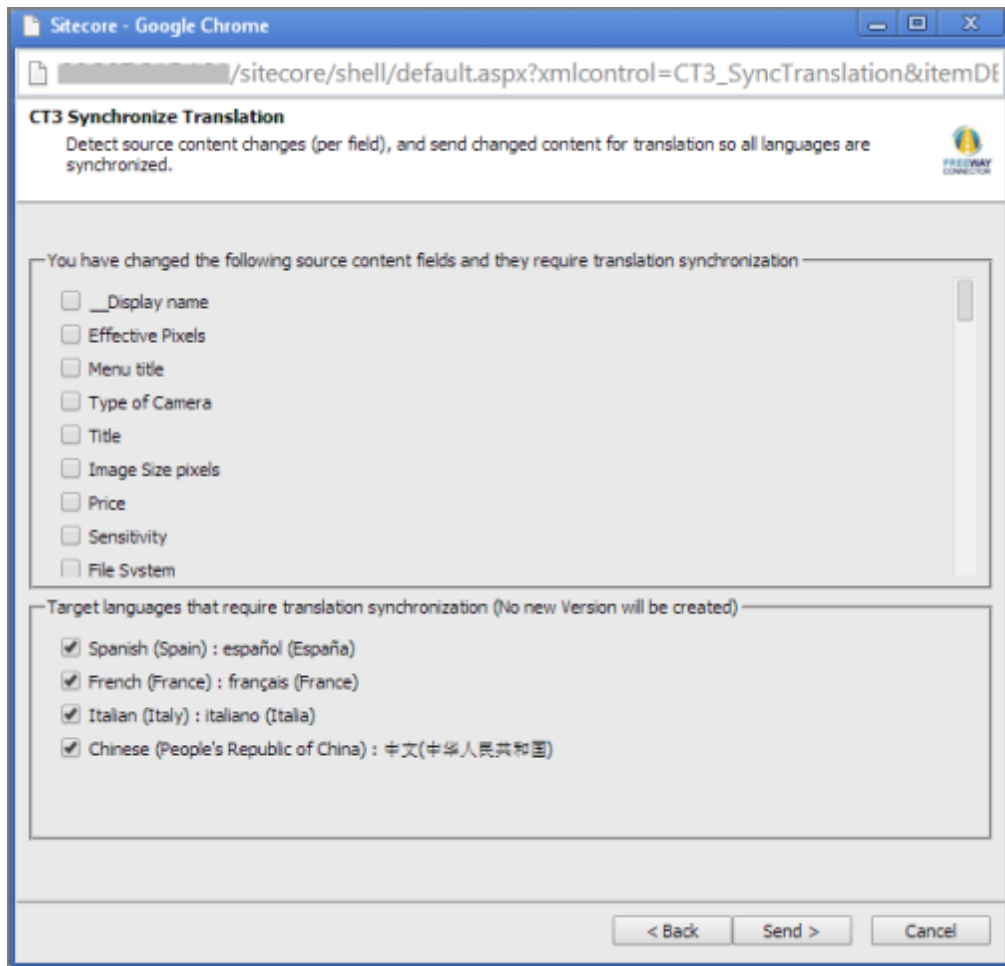 Sitecore - Google Chrome
/sitecore/shell/default.aspx?xmlcontrol=CT3_SyncTranslation&itemDE
CT3 Synchronize Translation
Detect source content changes (per field), and send changed content for translation so all languages are
synchronized.
FREEWAY
CONNECTOR
You have changed the following source content fields and they require translation synchronization
__Display name
Effective Pixels
Menu title
Type of Camera
Title
Image Size pixels
Price
Sensitivity
File System
Target languages that require translation synchronization (No new Version will be created)
Spanish (Spain) : español (España)
French (France) : français (France)
Italian (Italy) : italiano (Italia)
Chinese (People's Republic of China) : 中文(中华人民共和国)
< Back Send > Cancel